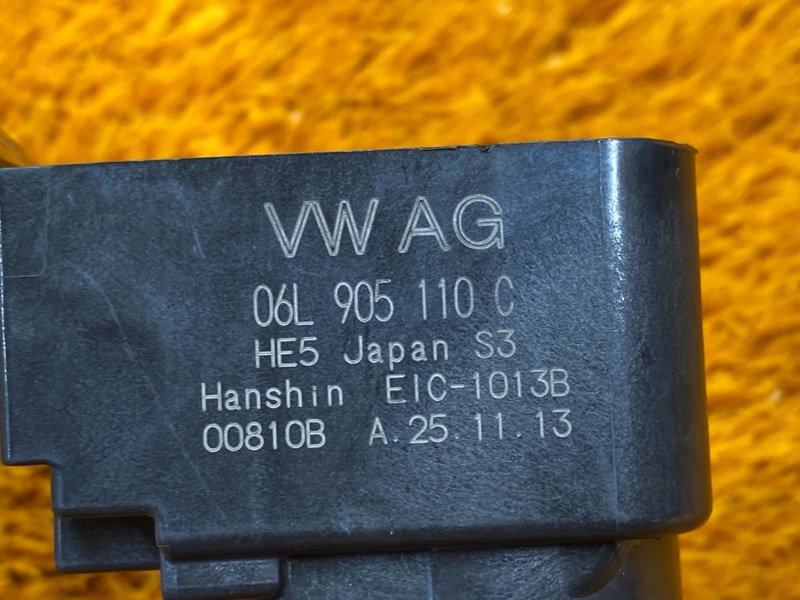 VW AG
06L 905 110 C
HE5 Japan S3
Hanshin EIC-1013B
00810B A.25.11.13